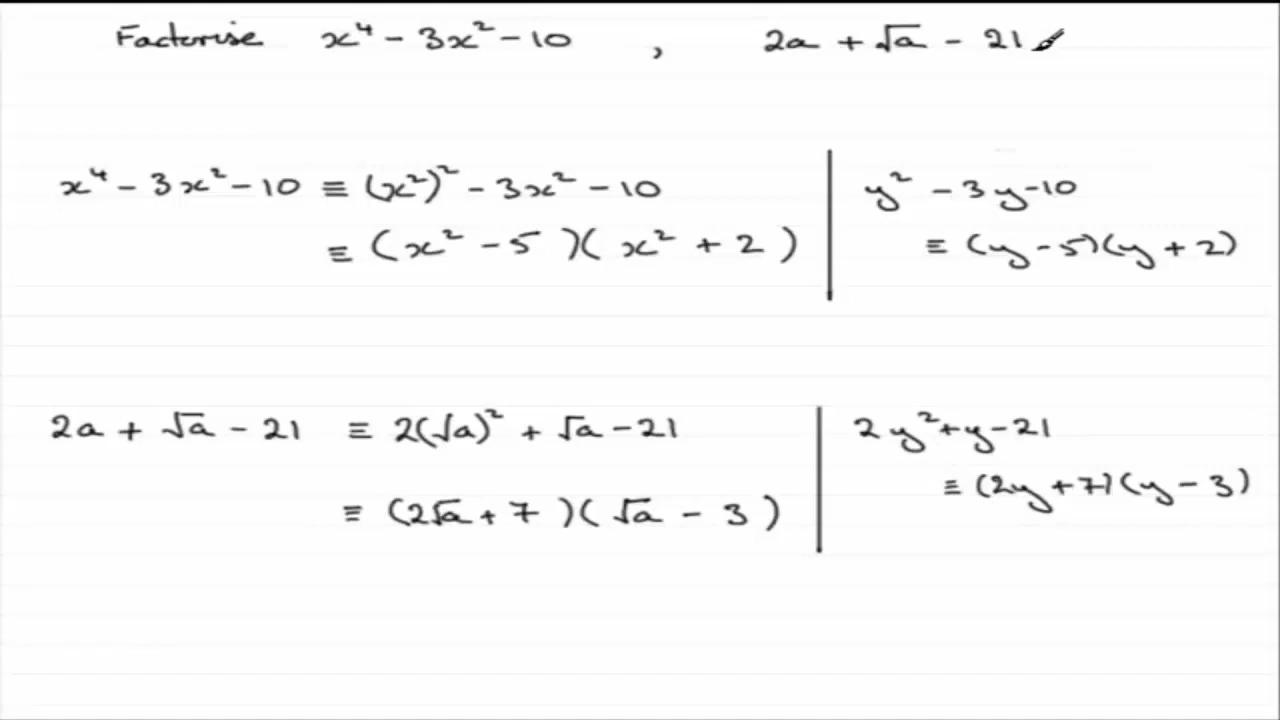 Factorise x⁴ - 3x² - 10 , 2a + √a - 21
x⁴ - 3x² - 10 ≡ (x²)² - 3x² - 10
≡ (x² - 5)(x² + 2)
y² - 3y - 10
≡ (y - 5)(y + 2)
2a + √a - 21 ≡ 2(√a)² + √a - 21
≡ (2√a + 7)(√a - 3)
2y² + y - 21
≡ (2y + 7)(y - 3)